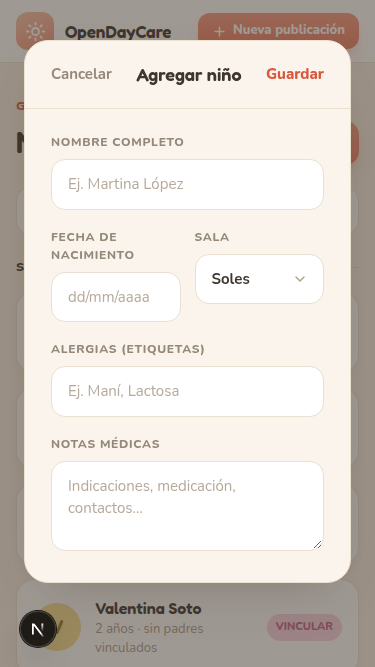 OpenDayCare
+ Nueva publicación
Cancelar
Agregar niño
Guardar
NOMBRE COMPLETO
Ej. Martina López
FECHA DE
NACIMIENTO
SALA
dd/mm/aaaa
Soles
ALERGIAS (ETIQUETAS)
Ej. Maní, Lactosa
NOTAS MÉDICAS
Indicaciones, medicación,
contactos...
Valentina Soto
2 años · sin padres
vinculados
VINCULAR
N